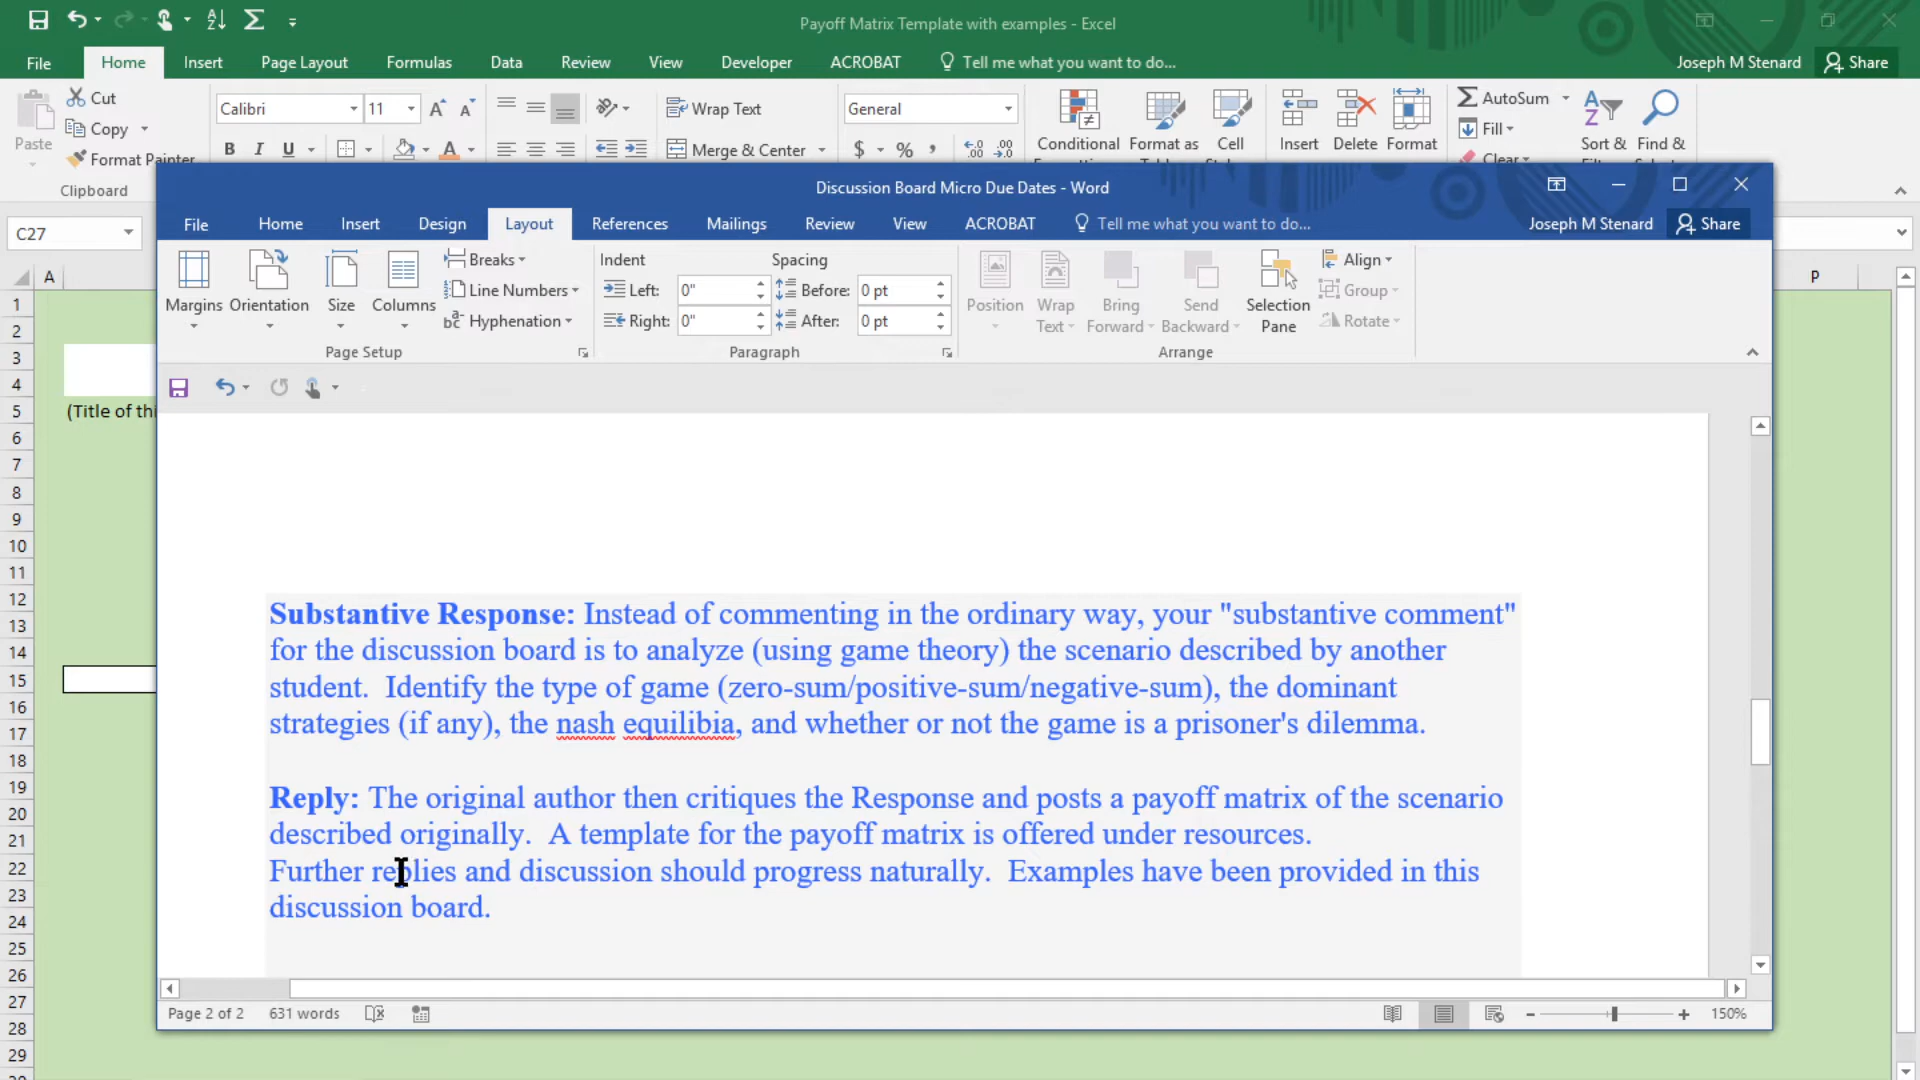 Payoff Matrix Template with examples - Excel
File Home Insert Page Layout Formulas Data Review View Developer ACROBAT Tell me what you want to do... Joseph M Stenard Share
Cut
Copy
Format Painter
Paste
Clipboard
Calibri 11
B I U
Wrap Text
Merge & Center
General
$ % ,
Conditional
Format as
Cell
Insert Delete Format
AutoSum
Fill
Clear
Sort & Find &
C27
A P
Discussion Board Micro Due Dates - Word
File Home Insert Design Layout References Mailings Review View ACROBAT Tell me what you want to do... Joseph M Stenard Share
Margins Orientation Size Columns
Breaks
Line Numbers
Hyphenation
Page Setup
Indent Spacing
Left: 0" Before: 0 pt
Right: 0" After: 0 pt
Paragraph
Position Wrap Text Bring Forward Send Backward Selection Pane
Align
Group
Rotate
Arrange
1
2
3
4
5
(Title of thi
6
7
8
9
10
11
12
13
14
15
16
17
18
19
20
21
22
23
24
25
26
27
28
29
Substantive Response: Instead of commenting in the ordinary way, your "substantive comment"
for the discussion board is to analyze (using game theory) the scenario described by another
student. Identify the type of game (zero-sum/positive-sum/negative-sum), the dominant
strategies (if any), the nash equilibia, and whether or not the game is a prisoner's dilemma.
Reply: The original author then critiques the Response and posts a payoff matrix of the scenario
described originally. A template for the payoff matrix is offered under resources.
Further replies and discussion should progress naturally. Examples have been provided in this
discussion board.
Page 2 of 2 631 words 150%